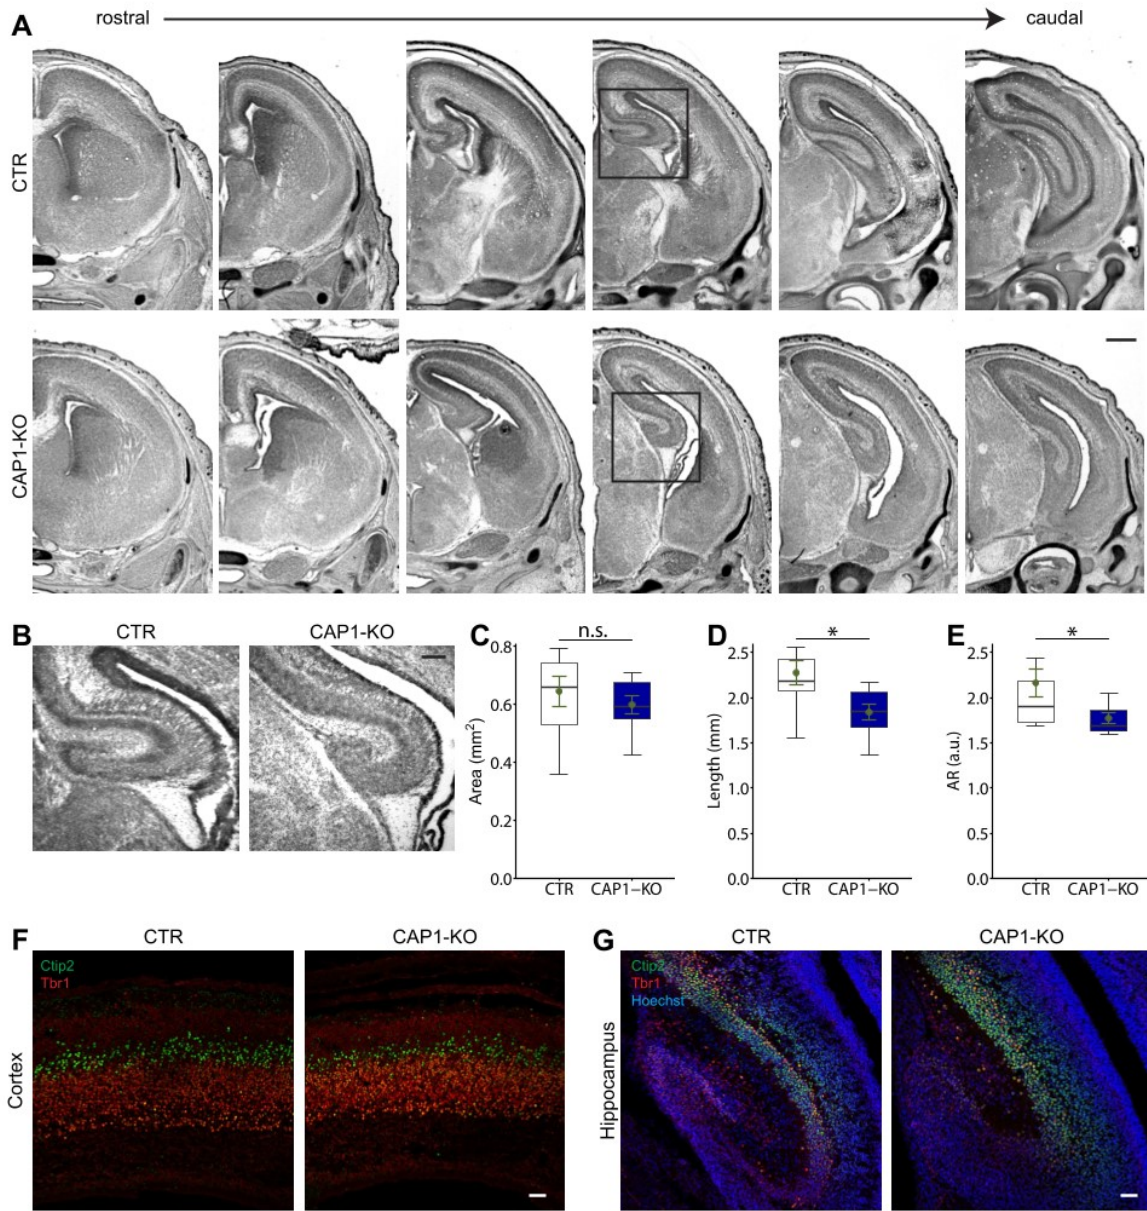 rostral caudal
A
CTR
CAP1-KO
B CTR CAP1-KO
C n.s.
Area (mm²)
0.8
0.6
0.4
0.2
0.0
CTR CAP1–KO
D *
Length (mm)
2.5
2.0
1.5
1.0
0.5
0.0
CTR CAP1–KO
E *
AR (a.u.)
2.5
2.0
1.5
1.0
0.5
0.0
CTR CAP1–KO
F CTR CAP1-KO
Ctip2
Tbr1
Cortex
G CTR CAP1-KO
Ctip2
Tbr1
Hoechst
Hippocampus